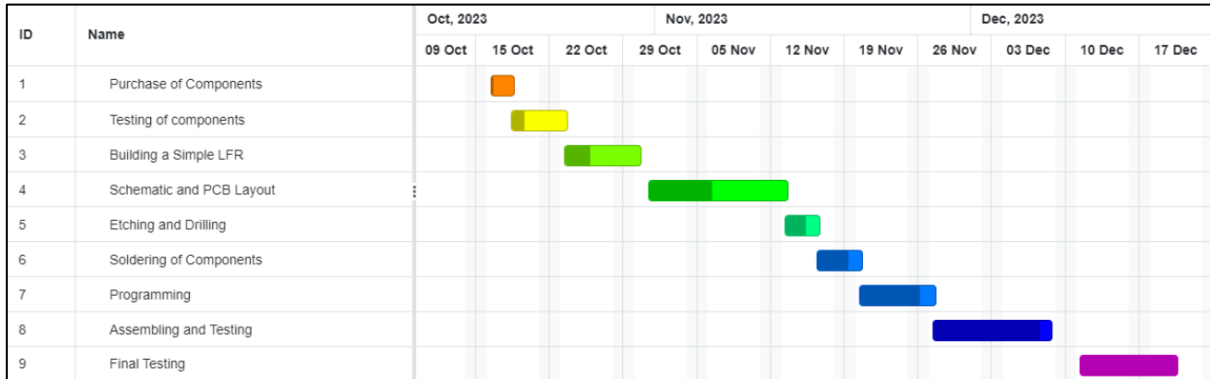 ID Name Oct, 2023 Nov, 2023 Dec, 2023
09 Oct 15 Oct 22 Oct 29 Oct 05 Nov 12 Nov 19 Nov 26 Nov 03 Dec 10 Dec 17 Dec
1 Purchase of Components
2 Testing of components
3 Building a Simple LFR
4 Schematic and PCB Layout
5 Etching and Drilling
6 Soldering of Components
7 Programming
8 Assembling and Testing
9 Final Testing